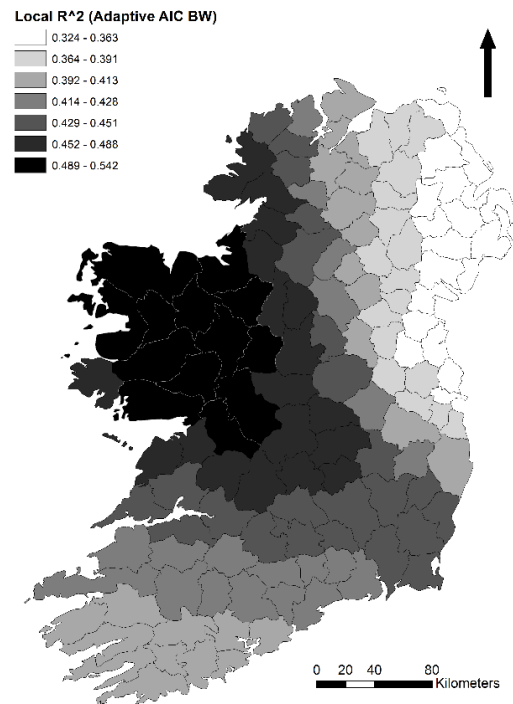 Local R^2 (Adaptive AIC BW)
0.324 - 0.363
0.364 - 0.391
0.392 - 0.413
0.414 - 0.428
0.429 - 0.451
0.452 - 0.488
0.489 - 0.542
0 20 40 80
Kilometers